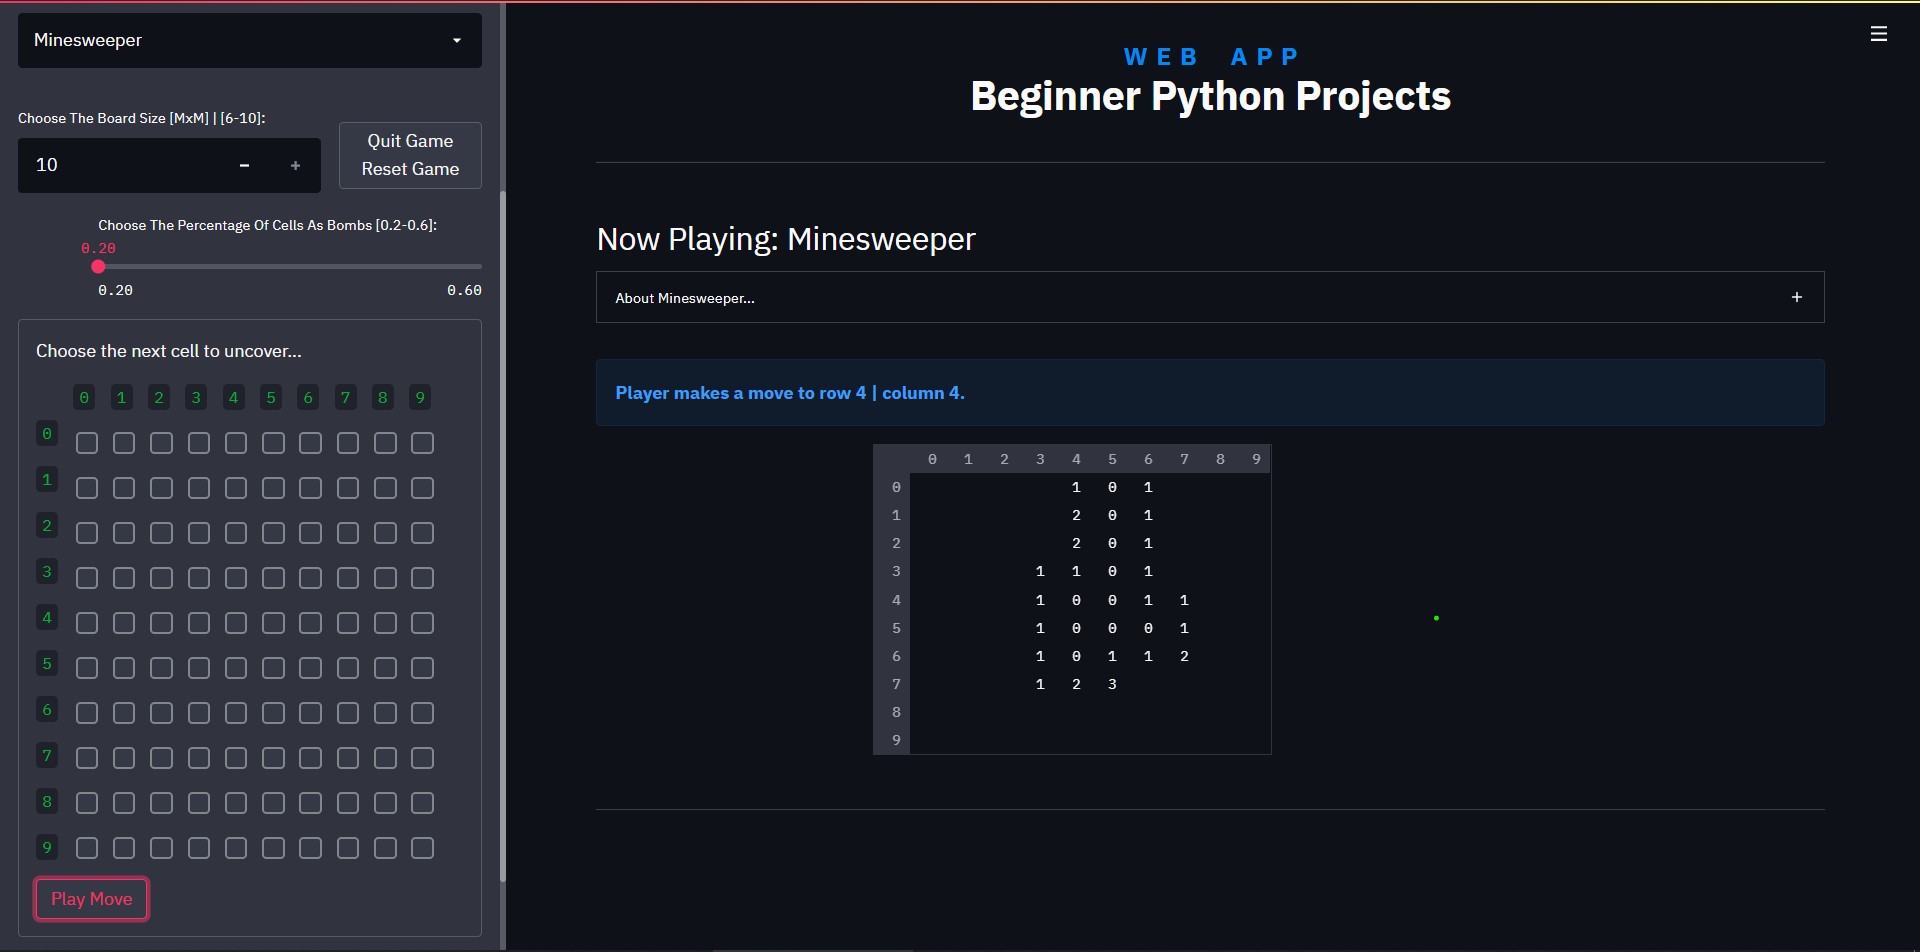 Minesweeper
Choose The Board Size [MxM] | [6-10]:
10
Quit Game
Reset Game
Choose The Percentage Of Cells As Bombs [0.2-0.6]:
0.20
0.20 0.60
Choose the next cell to uncover...
0 1 2 3 4 5 6 7 8 9
0
1
2
3
4
5
6
7
8
9
Play Move
WEB APP
Beginner Python Projects
Now Playing: Minesweeper
About Minesweeper...
Player makes a move to row 4 | column 4.
0 1 2 3 4 5 6 7 8 9
0 1 0 1
1 2 0 1
2 2 0 1
3 1 1 0 1
4 1 0 0 1 1
5 1 0 0 0 1
6 1 0 1 1 2
7 1 2 3
8
9